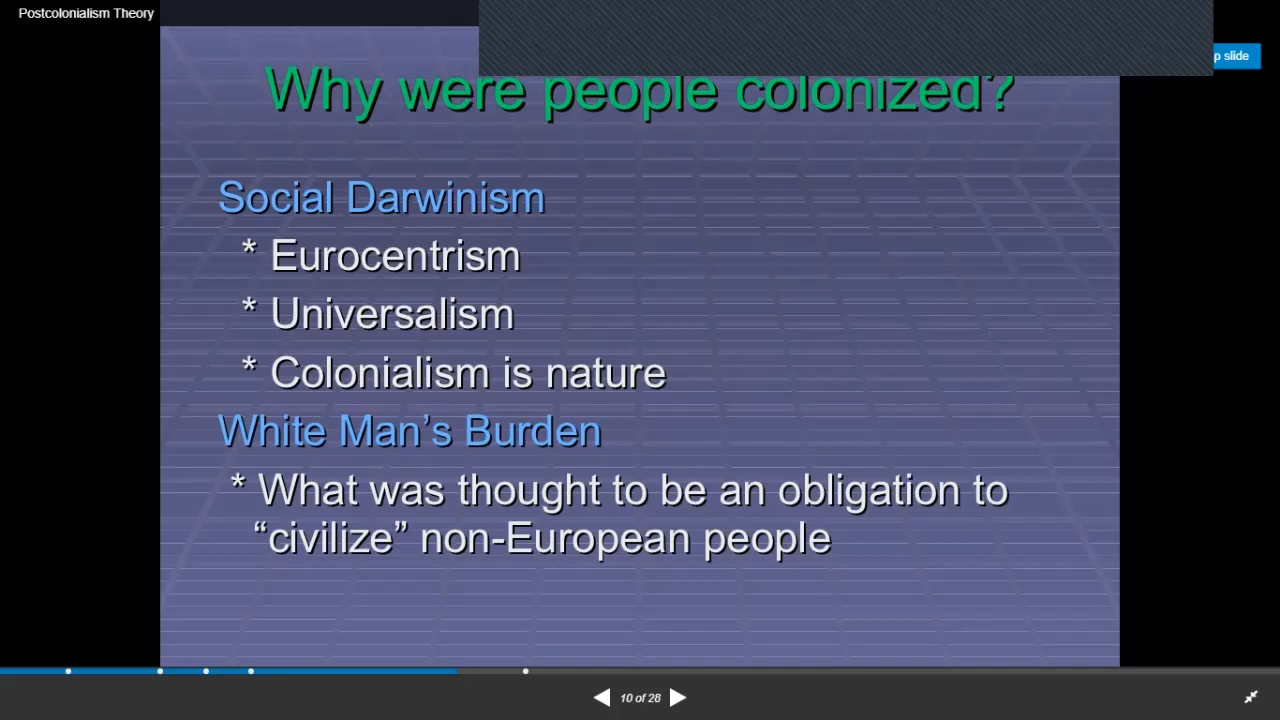 Postcolonialism Theory
slide
Why were people colonized?
Social Darwinism
* Eurocentrism
* Universalism
* Colonialism is nature
White Man’s Burden
* What was thought to be an obligation to
“civilize” non-European people
10 of 28